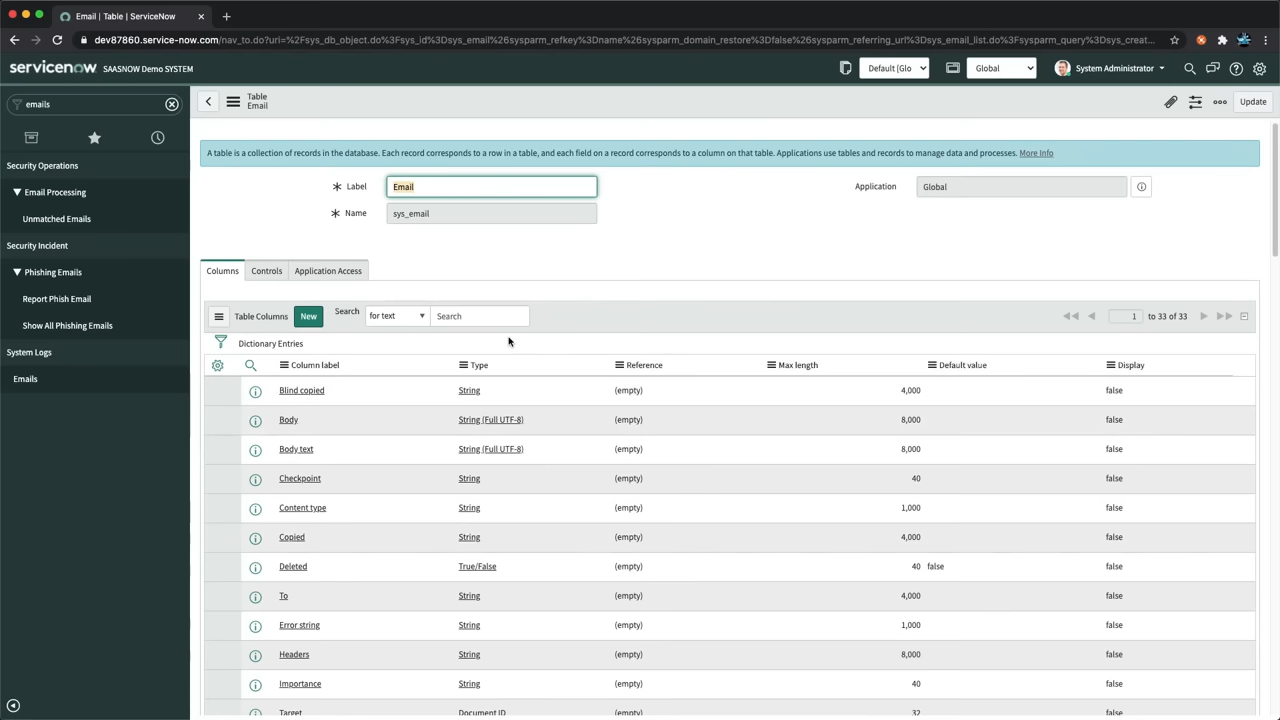 Email | Table | ServiceNow
dev87860.service-now.com/nav_to.do?uri=%2Fsys_db_object.do%3Fsys_id%3Dsys_email%26sysparm_refkey%3Dname%26sysparm_domain_restore%3Dfalse%26sysparm_referring_url%3Dsys_email_list.do%3Fsysparm_query%3Dsys_creat...
servicenow SAASNOW Demo SYSTEM
Default [Glo
Global
System Administrator
emails
Table
Email
Update
Security Operations
Email Processing
Unmatched Emails
Security Incident
Phishing Emails
Report Phish Email
Show All Phishing Emails
System Logs
Emails
A table is a collection of records in the database. Each record corresponds to a row in a table, and each field on a record corresponds to a column on that table. Applications use tables and records to manage data and processes. More Info
Label Email Application Global
Name sys_email
Columns Controls Application Access
Table Columns New Search for text Search 1 to 33 of 33
Dictionary Entries
Column label Type Reference Max length Default value Display
Blind copied String (empty) 4,000 false
Body String (Full UTF-8) (empty) 8,000 false
Body text String (Full UTF-8) (empty) 8,000 false
Checkpoint String (empty) 40 false
Content type String (empty) 1,000 false
Copied String (empty) 4,000 false
Deleted True/False (empty) 40 false false
To String (empty) 4,000 false
Error string String (empty) 1,000 false
Headers String (empty) 8,000 false
Importance String (empty) 40 false
Target Document ID (empty) 32 false